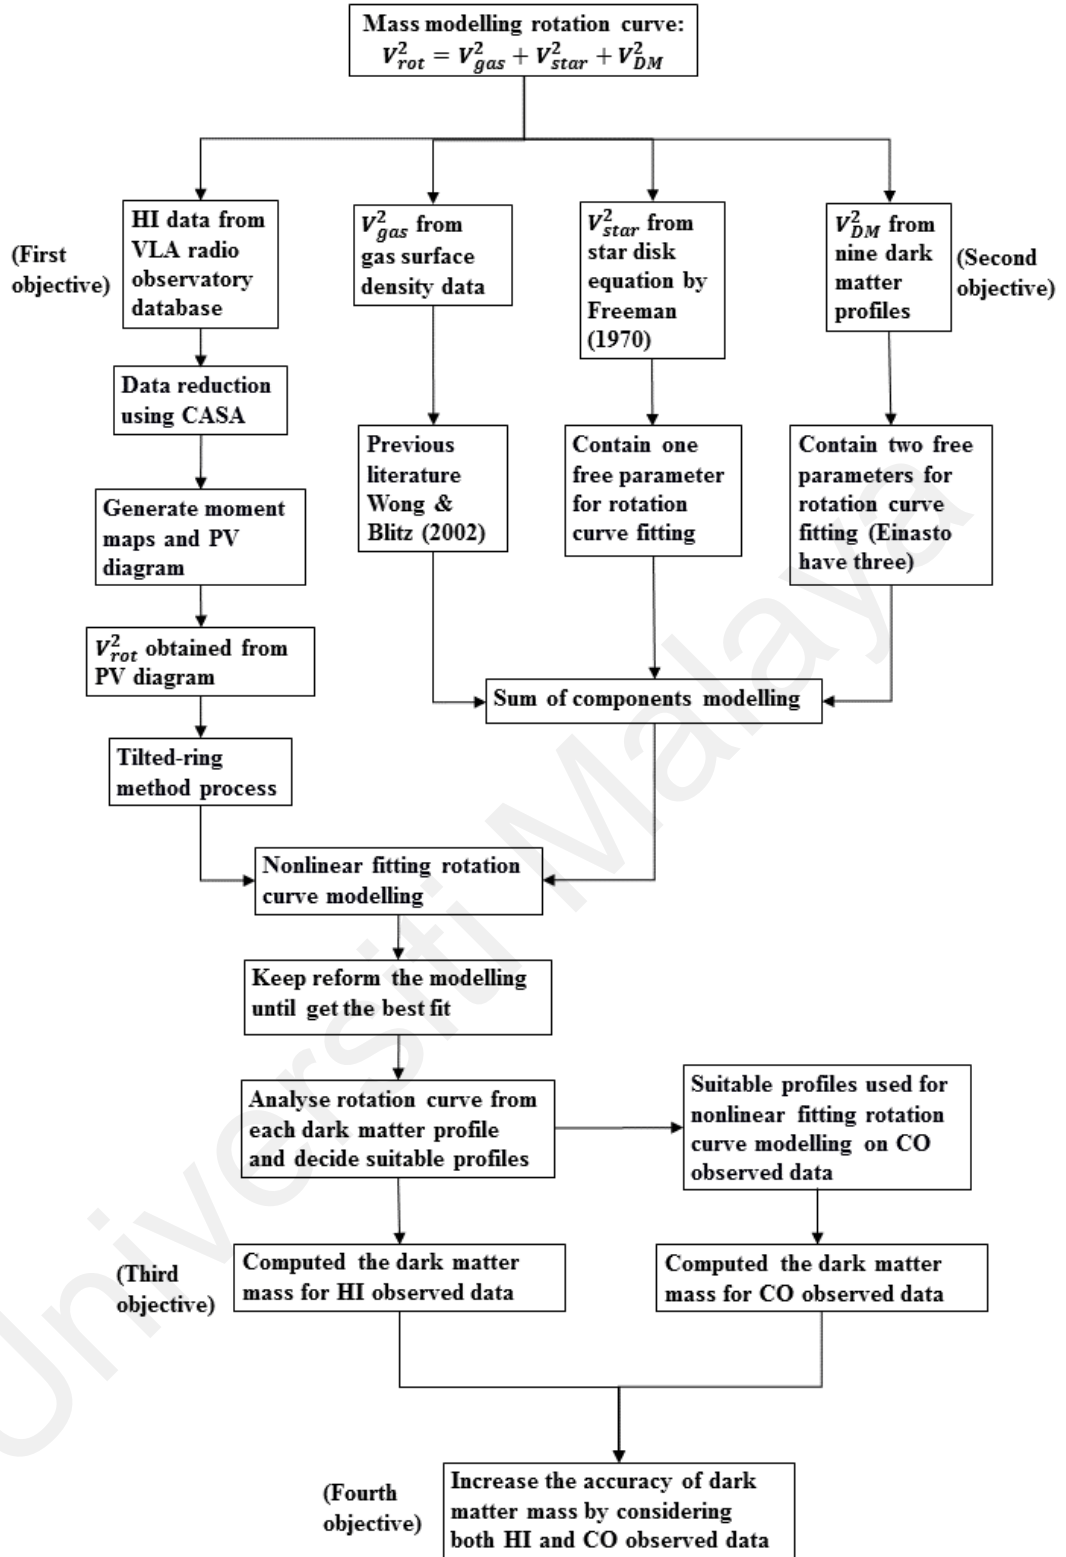 Mass modelling rotation curve:
V²rot = V²gas + V²star + V²DM
(First
objective)
HI data from
VLA radio
observatory
database
V²gas from
gas surface
density data
V²star from
star disk
equation by
Freeman
(1970)
V²DM from
nine dark
matter
profiles
(Second
objective)
Data reduction
using CASA
Previous
literature
Wong &
Blitz (2002)
Contain one
free parameter
for rotation
curve fitting
Contain two free
parameters for
rotation curve
fitting (Einasto
have three)
Generate moment
maps and PV
diagram
V²rot obtained from
PV diagram
Sum of components modelling
Tilted-ring
method process
Nonlinear fitting rotation
curve modelling
Keep reform the modelling
until get the best fit
Analyse rotation curve from
each dark matter profile
and decide suitable profiles
Suitable profiles used for
nonlinear fitting rotation
curve modelling on CO
observed data
(Third
objective)
Computed the dark matter
mass for HI observed data
Computed the dark matter
mass for CO observed data
(Fourth
objective)
Increase the accuracy of dark
matter mass by considering
both HI and CO observed data
Universiti Malaya